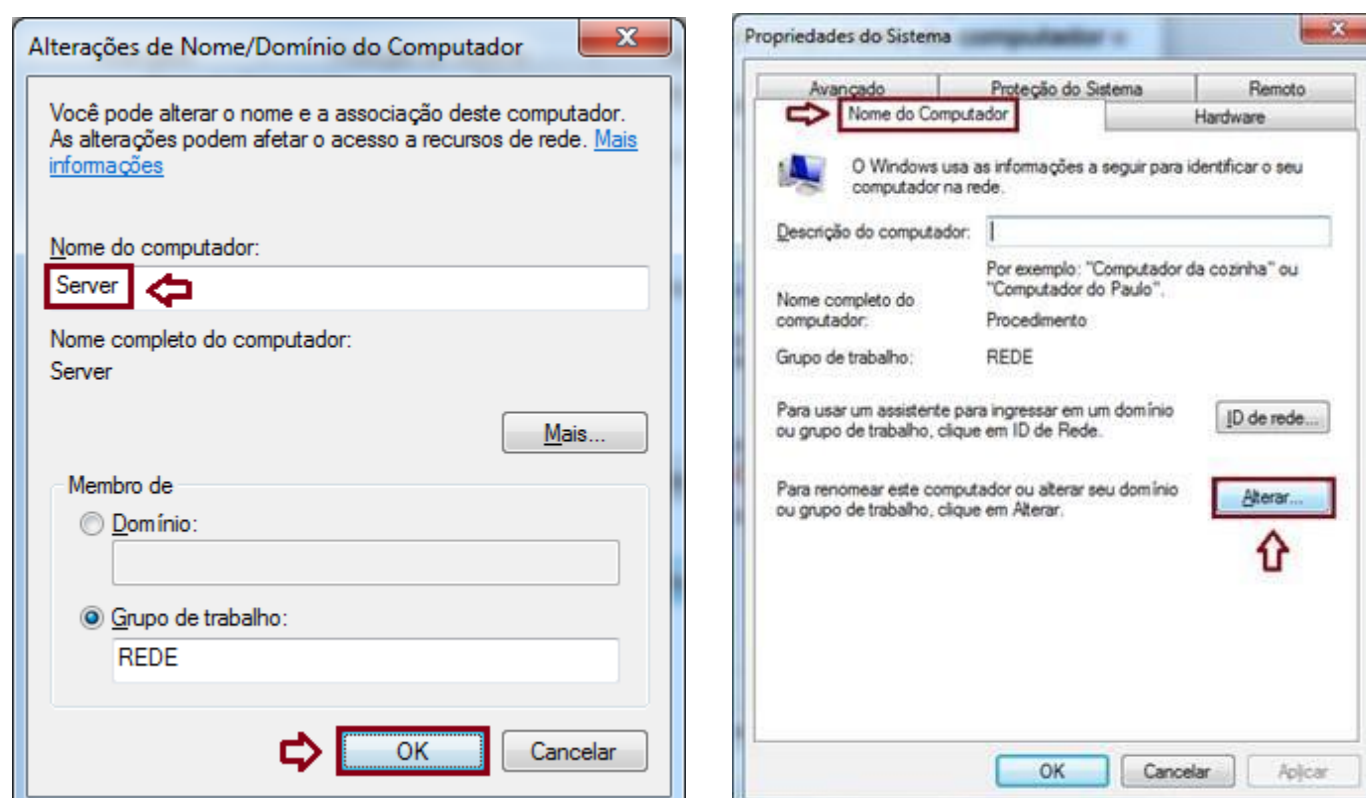 Alterações de Nome/Domínio do Computador
Você pode alterar o nome e a associação deste computador.
As alterações podem afetar o acesso a recursos de rede. Mais
informações
Nome do computador:
Server
Nome completo do computador:
Server
Mais...
Membro de
Domínio:
Grupo de trabalho:
REDE
OK
Cancelar
Propriedades do Sistema
Avançado
Proteção do Sistema
Remoto
Nome do Computador
Hardware
O Windows usa as informações a seguir para identificar o seu
computador na rede.
Descrição do computador:
Por exemplo: "Computador da cozinha" ou
"Computador do Paulo".
Nome completo do
computador:
Procedimento
Grupo de trabalho:
REDE
Para usar um assistente para ingressar em um domínio
ou grupo de trabalho, clique em ID de Rede.
ID de rede...
Para renomear este computador ou alterar seu domínio
ou grupo de trabalho, clique em Alterar.
Alterar...
OK
Cancelar
Aplicar